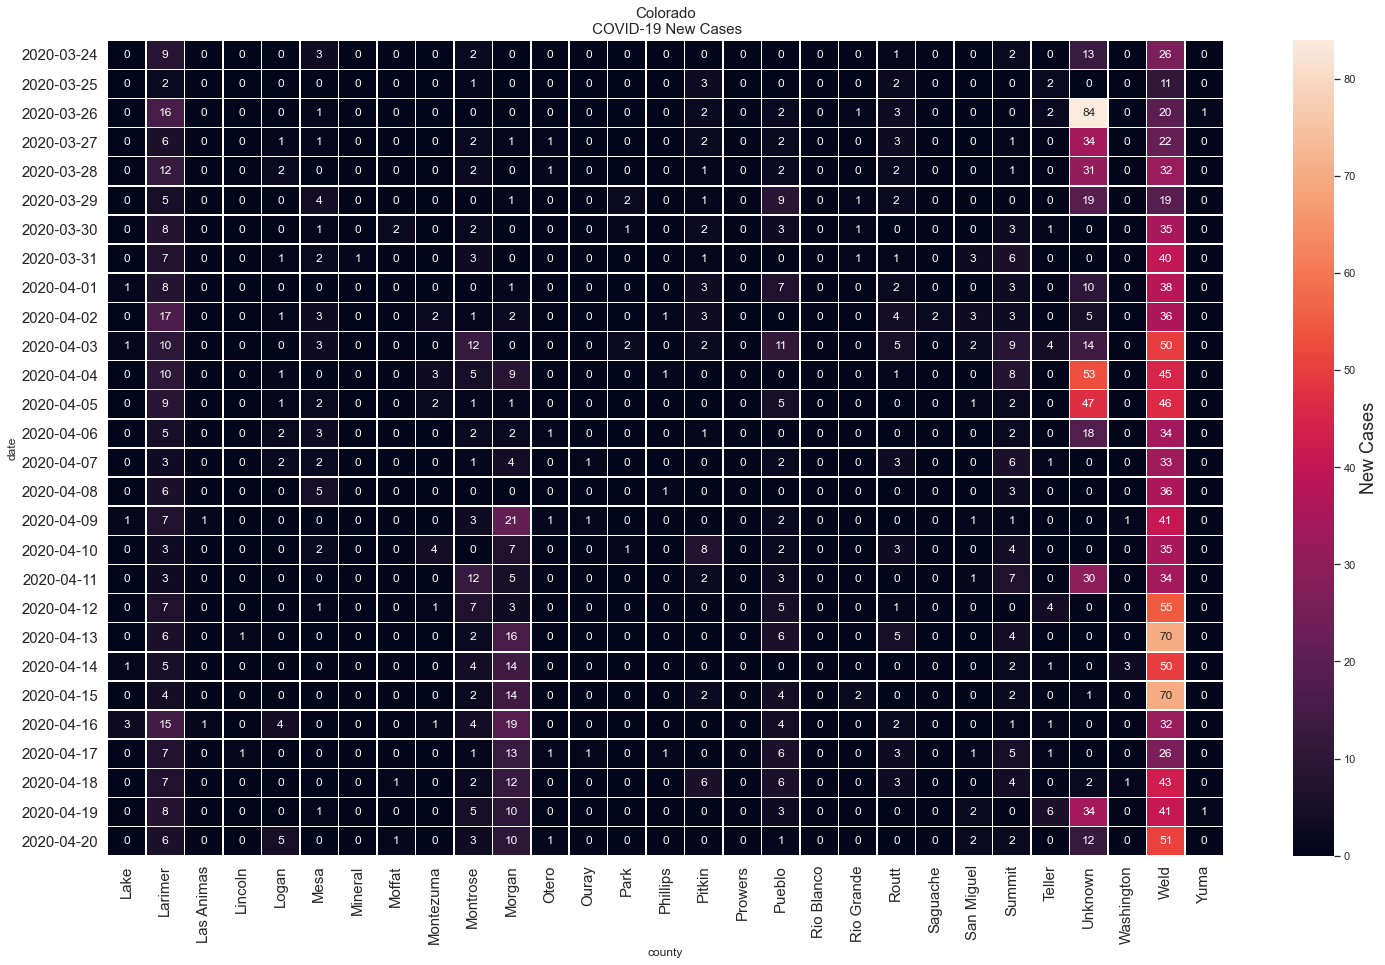 Colorado
COVID-19 New Cases
2020-03-24 0 9 0 0 0 3 0 0 0 2 0 0 0 0 0 0 0 0 0 0 1 0 0 2 0 13 0 26 0
2020-03-25 0 2 0 0 0 0 0 0 0 1 0 0 0 0 0 3 0 0 0 0 2 0 0 0 2 0 0 11 0
2020-03-26 0 16 0 0 0 1 0 0 0 0 0 0 0 0 0 2 0 2 0 1 3 0 0 0 2 84 0 20 1
2020-03-27 0 6 0 0 1 1 0 0 0 2 1 1 0 0 0 2 0 2 0 0 3 0 0 1 0 34 0 22 0
2020-03-28 0 12 0 0 2 0 0 0 0 2 0 1 0 0 0 1 0 2 0 0 2 0 0 1 0 31 0 32 0
2020-03-29 0 5 0 0 0 4 0 0 0 0 1 0 0 2 0 1 0 9 0 1 2 0 0 0 0 19 0 19 0
2020-03-30 0 8 0 0 0 1 0 2 0 2 0 0 0 1 0 2 0 3 0 1 0 0 0 3 1 0 0 35 0
2020-03-31 0 7 0 0 1 2 1 0 0 3 0 0 0 0 0 1 0 0 0 1 1 0 3 6 0 0 0 40 0
2020-04-01 1 8 0 0 0 0 0 0 0 0 1 0 0 0 0 3 0 7 0 0 2 0 0 3 0 10 0 38 0
2020-04-02 0 17 0 0 1 3 0 0 2 1 2 0 0 0 1 3 0 0 0 0 4 2 3 3 0 5 0 36 0
2020-04-03 1 10 0 0 0 3 0 0 0 12 0 0 0 2 0 2 0 11 0 0 5 0 2 9 4 14 0 50 0
2020-04-04 0 10 0 0 1 0 0 0 3 5 9 0 0 0 1 0 0 0 0 0 1 0 0 8 0 53 0 45 0
2020-04-05 0 9 0 0 1 2 0 0 2 1 1 0 0 0 0 0 0 5 0 0 0 0 1 2 0 47 0 46 0
2020-04-06 0 5 0 0 2 3 0 0 0 2 2 1 0 0 0 1 0 0 0 0 0 0 0 2 0 18 0 34 0
2020-04-07 0 3 0 0 2 2 0 0 0 1 4 0 1 0 0 0 0 2 0 0 3 0 0 6 1 0 0 33 0
2020-04-08 0 6 0 0 0 5 0 0 0 0 0 0 0 0 1 0 0 0 0 0 0 0 0 3 0 0 0 36 0
2020-04-09 1 7 1 0 0 0 0 0 0 3 21 1 1 0 0 0 0 2 0 0 0 0 1 1 0 0 1 41 0
2020-04-10 0 3 0 0 0 2 0 0 4 0 7 0 0 1 0 8 0 2 0 0 3 0 0 4 0 0 0 35 0
2020-04-11 0 3 0 0 0 0 0 0 0 12 5 0 0 0 0 2 0 3 0 0 0 0 1 7 0 30 0 34 0
2020-04-12 0 7 0 0 0 1 0 0 1 7 3 0 0 0 0 0 0 5 0 0 1 0 0 0 4 0 0 55 0
2020-04-13 0 6 0 1 0 0 0 0 0 2 16 0 0 0 0 0 0 6 0 0 5 0 0 4 0 0 0 70 0
2020-04-14 1 5 0 0 0 0 0 0 0 4 14 0 0 0 0 0 0 0 0 0 0 0 0 2 1 0 3 50 0
2020-04-15 0 4 0 0 0 0 0 0 0 2 14 0 0 0 0 2 0 4 0 2 0 0 0 2 0 1 0 70 0
2020-04-16 3 15 1 0 4 0 0 0 1 4 19 0 0 0 0 0 0 4 0 0 2 0 0 1 1 0 0 32 0
2020-04-17 0 7 0 1 0 0 0 0 0 1 13 1 1 0 1 0 0 6 0 0 3 0 1 5 1 0 0 26 0
2020-04-18 0 7 0 0 0 0 0 1 0 2 12 0 0 0 0 6 0 6 0 0 3 0 0 4 0 2 1 43 0
2020-04-19 0 8 0 0 0 1 0 0 0 5 10 0 0 0 0 0 0 3 0 0 0 0 2 0 6 34 0 41 1
2020-04-20 0 6 0 0 5 0 0 1 0 3 10 1 0 0 0 0 0 1 0 0 0 0 2 2 0 12 0 51 0
date
Lake Larimer Las Animas Lincoln Logan Mesa Mineral Moffat Montezuma Montrose Morgan Otero Ouray Park Phillips Pitkin Prowers Pueblo Rio Blanco Rio Grande Routt Saguache San Miguel Summit Teller Unknown Washington Weld Yuma
county
80
70
60
50
40
30
20
10
0
New Cases